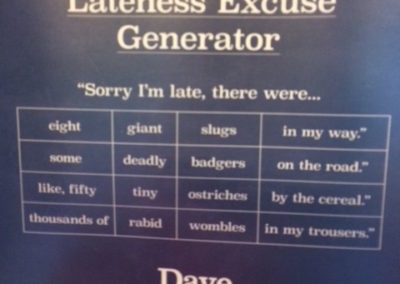 Lateness Excuse
Generator
"Sorry I'm late, there were...
eight giant slugs in my way."
some deadly badgers on the road."
like, fifty tiny ostriches by the cereal."
thousands of rabid wombles in my trousers."
Dave